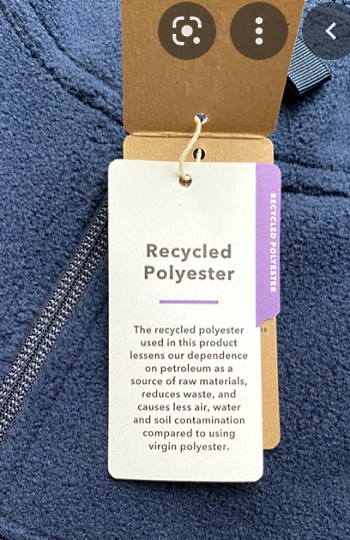 Recycled
Polyester
RECYCLED POLYESTER
The recycled polyester
used in this product
lessens our dependence
on petroleum as a
source of raw materials,
reduces waste, and
causes less air, water
and soil contamination
compared to using
virgin polyester.